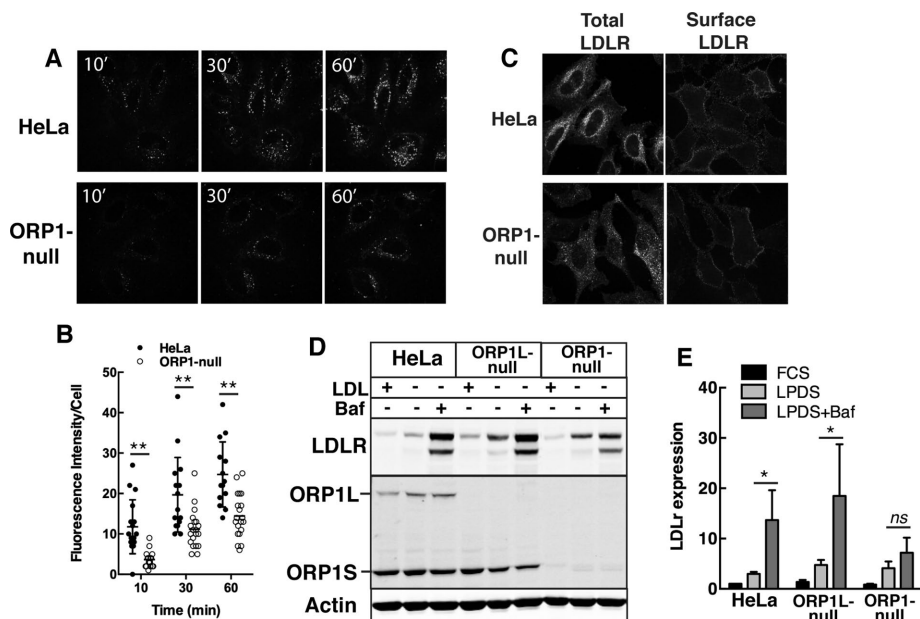 A
10′ 30′ 60′
HeLa
10′ 30′ 60′
ORP1-
null
Total
LDLR
Surface
LDLR
C
HeLa
ORP1-
null
B
HeLa
ORP1-null
Fluorescence Intensity/Cell
50
40
30
20
10
0
** ** **
10 30 60
Time (min)
D
HeLa ORP1L-
null ORP1-
null
LDL + - - + - - + - -
Baf - - + - - + - - +
LDLR
ORP1L
ORP1S
Actin
E
FCS
LPDS
LPDS+Baf
LDLr expression
40
30
20
10
0
* * ns
HeLa ORP1L-
null ORP1-
null